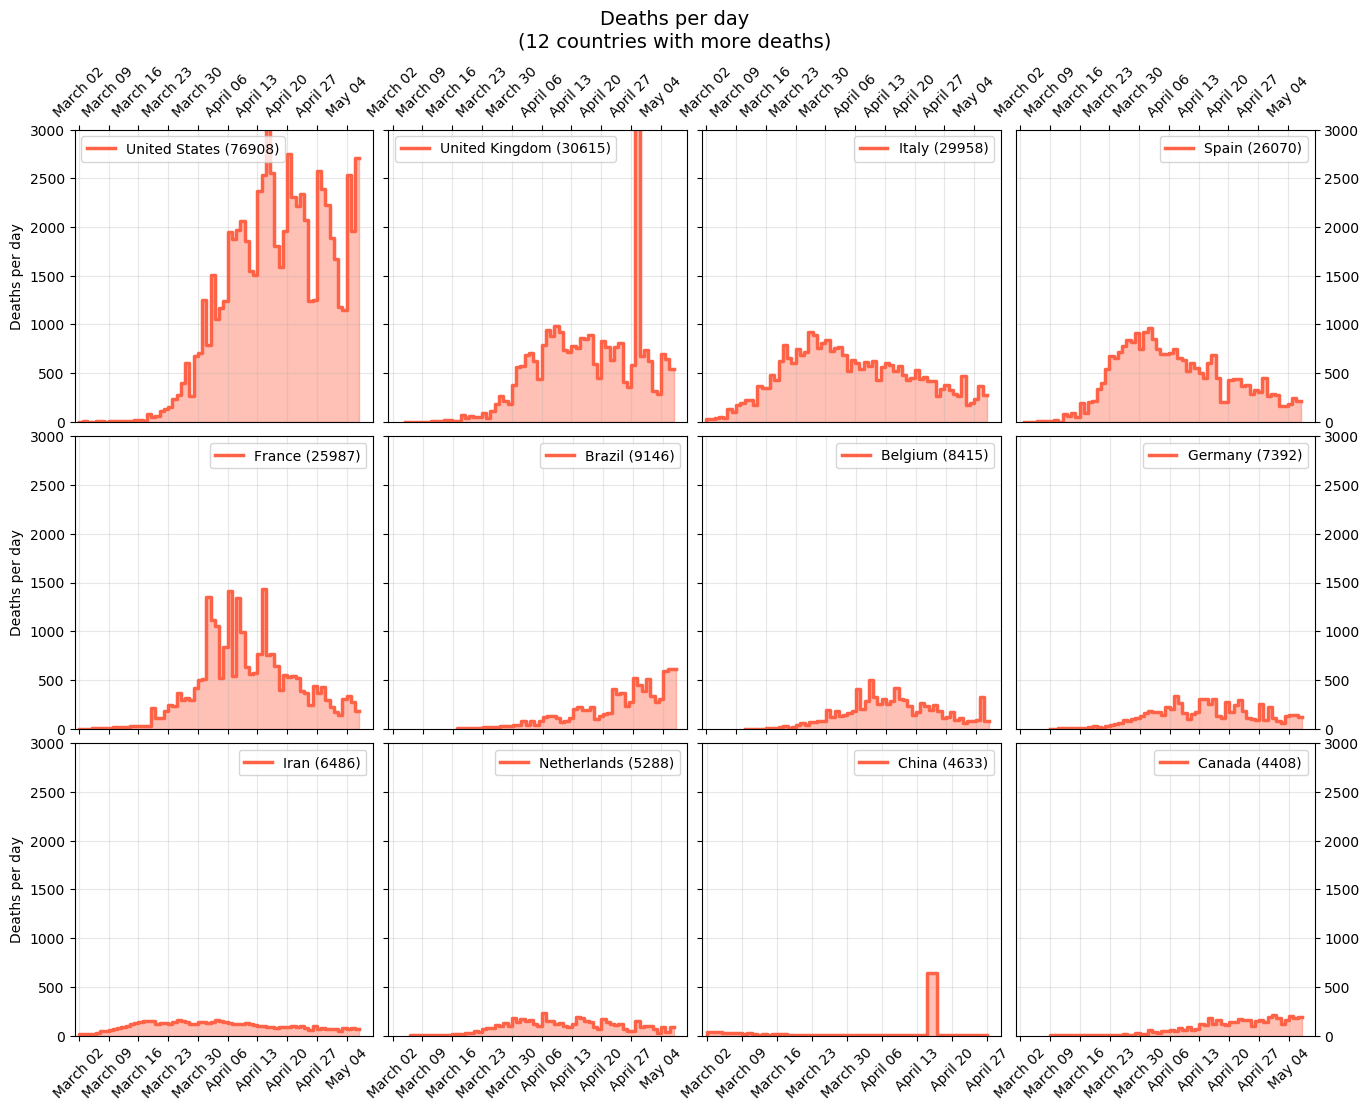 Deaths per day
(12 countries with more deaths)
March 02 March 09 March 16 March 23 March 30 April 06 April 13 April 20 April 27 May 04
March 02 March 09 March 16 March 23 March 30 April 06 April 13 April 20 April 27 May 04
March 02 March 09 March 16 March 23 March 30 April 06 April 13 April 20 April 27 May 04
March 02 March 09 March 16 March 23 March 30 April 06 April 13 April 20 April 27 May 04
Deaths per day
3000
2500
2000
1500
1000
500
0
United States (76908)
United Kingdom (30615)
Italy (29958)
Spain (26070)
3000
2500
2000
1500
1000
500
0
Deaths per day
3000
2500
2000
1500
1000
500
0
France (25987)
Brazil (9146)
Belgium (8415)
Germany (7392)
3000
2500
2000
1500
1000
500
0
Deaths per day
3000
2500
2000
1500
1000
500
0
Iran (6486)
Netherlands (5288)
China (4633)
Canada (4408)
3000
2500
2000
1500
1000
500
0
March 02 March 09 March 16 March 23 March 30 April 06 April 13 April 20 April 27 May 04
March 02 March 09 March 16 March 23 March 30 April 06 April 13 April 20 April 27 May 04
March 02 March 09 March 16 March 23 March 30 April 06 April 13 April 20 April 27
March 02 March 09 March 16 March 23 March 30 April 06 April 13 April 20 April 27 May 04